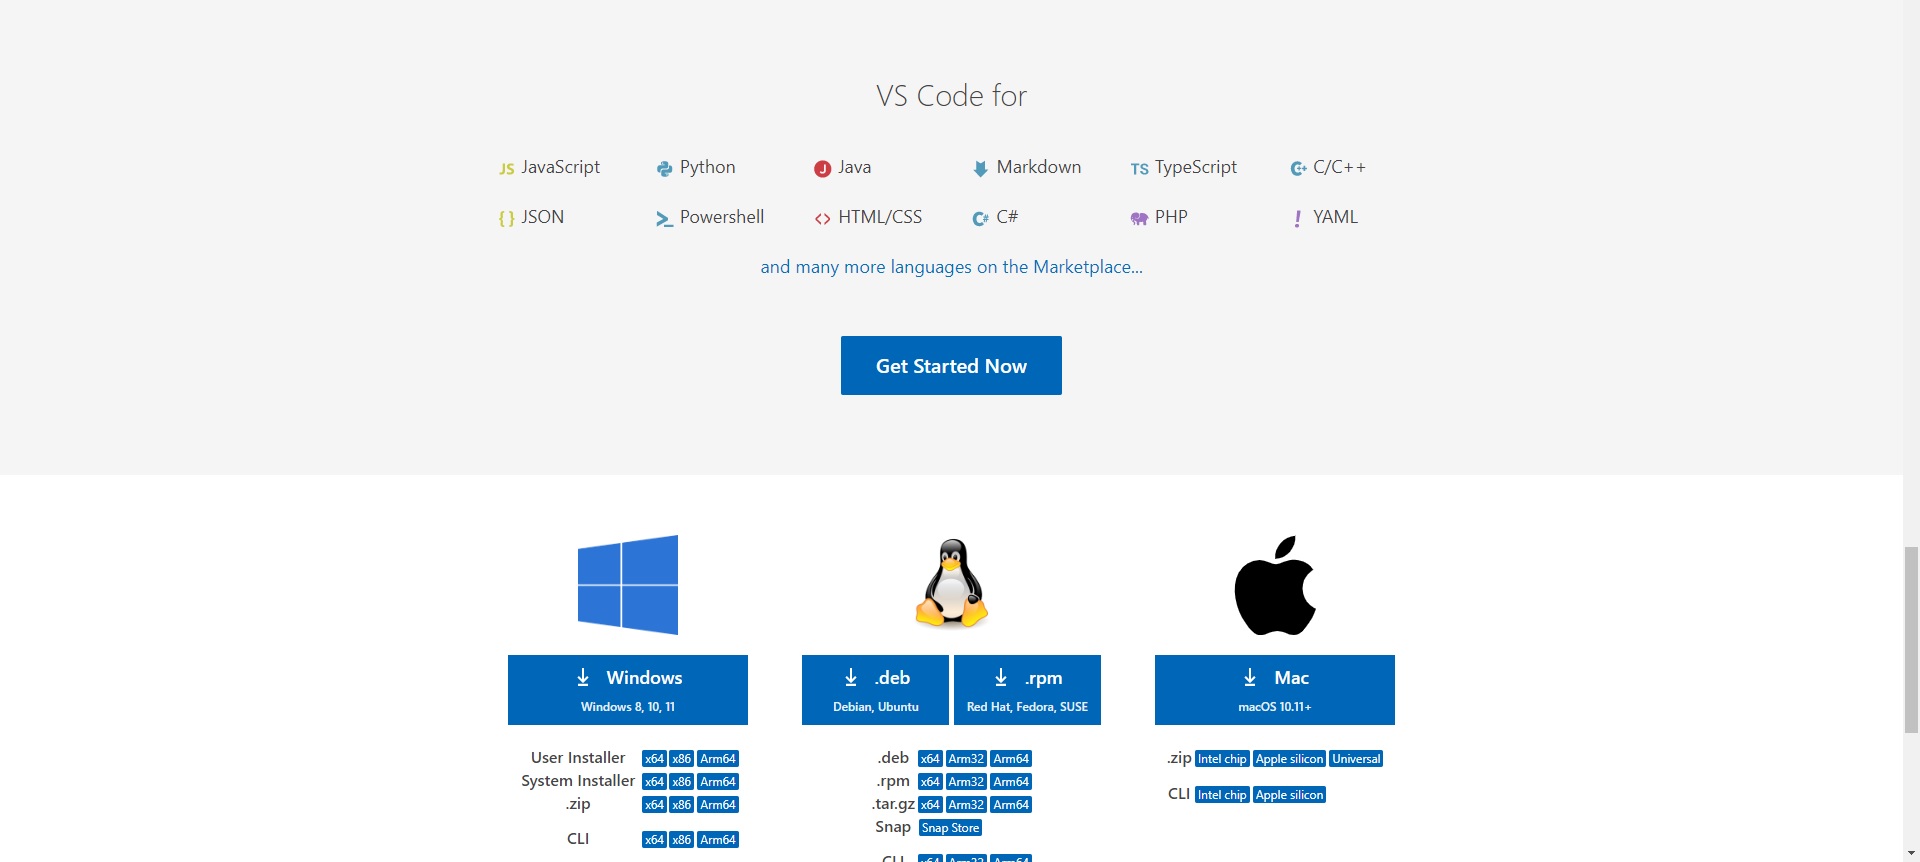 VS Code for
JS JavaScript Python J Java Markdown TS TypeScript C/C++
{ } JSON Powershell <> HTML/CSS C# C# PHP ! YAML
and many more languages on the Marketplace...
Get Started Now
Windows
Windows 8, 10, 11
.deb
Debian, Ubuntu
.rpm
Red Hat, Fedora, SUSE
Mac
macOS 10.11+
User Installer x64 x86 Arm64
System Installer x64 x86 Arm64
.zip x64 x86 Arm64
CLI x64 x86 Arm64
.deb x64 Arm32 Arm64
.rpm x64 Arm32 Arm64
.tar.gz x64 Arm32 Arm64
Snap Snap Store
CLI x64 Arm32 Arm64
.zip Intel chip Apple silicon Universal
CLI Intel chip Apple silicon